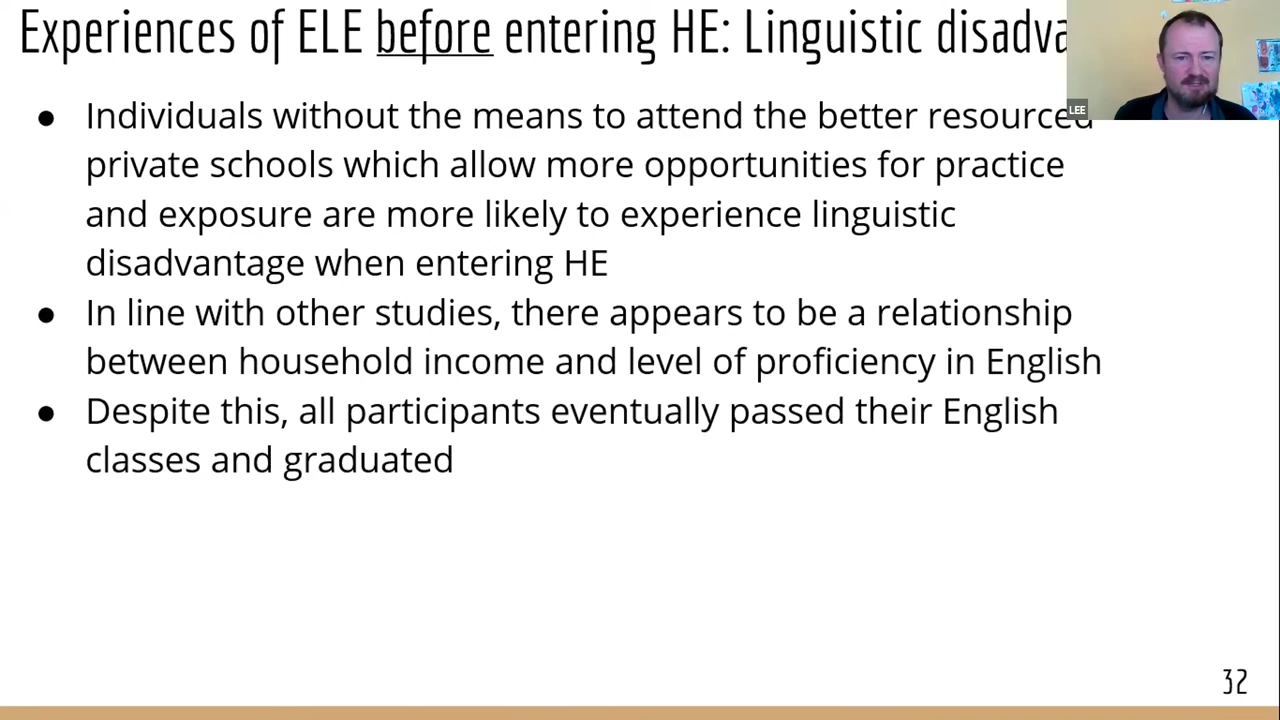 Experiences of ELE before entering HE: Linguistic
LEE
● Individuals without the means to attend the better resourced
private schools which allow more opportunities for practice
and exposure are more likely to experience linguistic
disadvantage when entering HE
● In line with other studies, there appears to be a relationship
between household income and level of proficiency in English
● Despite this, all participants eventually passed their English
classes and graduated
32